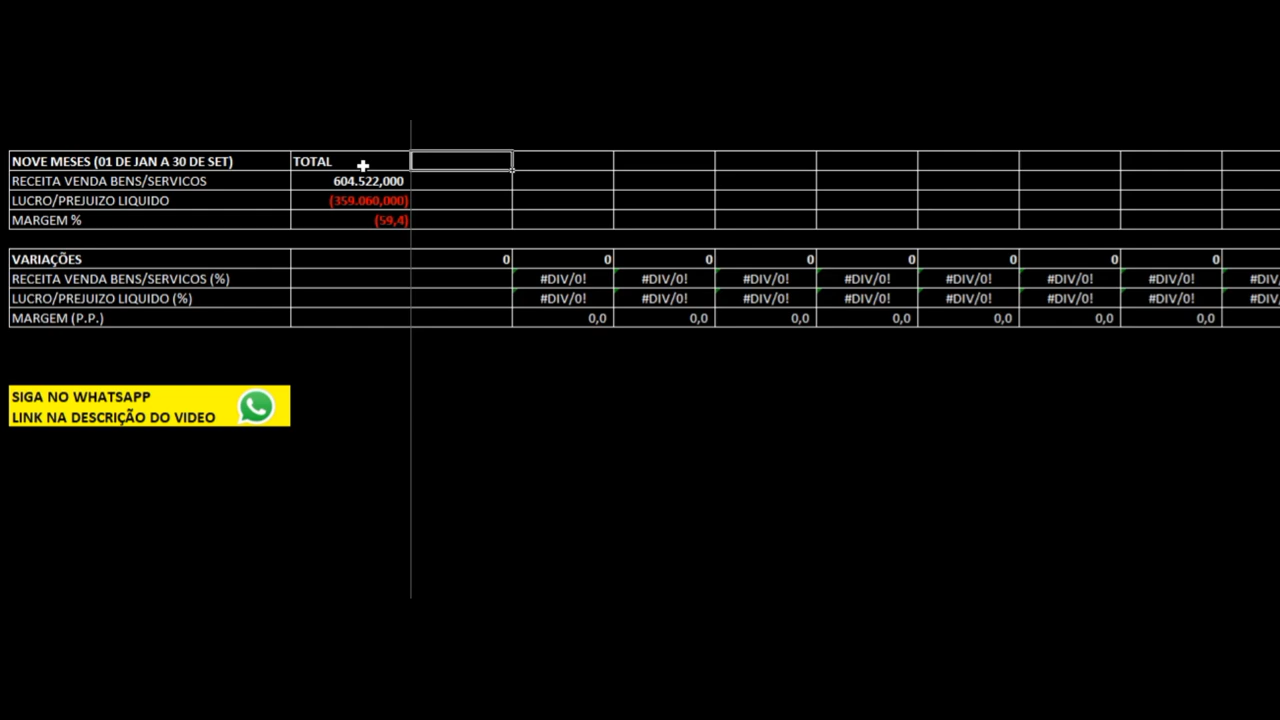 NOVE MESES (01 DE JAN A 30 DE SET) TOTAL
RECEITA VENDA BENS/SERVICOS 604.522,000
LUCRO/PREJUIZO LIQUIDO (359.060,000)
MARGEM % (59,4)
VARIAÇÕES 0 0 0 0 0 0 0 0
RECEITA VENDA BENS/SERVICOS (%) #DIV/0! #DIV/0! #DIV/0! #DIV/0! #DIV/0! #DIV/0! #DIV/0! #DIV
LUCRO/PREJUIZO LIQUIDO (%) #DIV/0! #DIV/0! #DIV/0! #DIV/0! #DIV/0! #DIV/0! #DIV/0! #DIV
MARGEM (P.P.) 0,0 0,0 0,0 0,0 0,0 0,0 0,0
SIGA NO WHATSAPP
LINK NA DESCRIÇÃO DO VIDEO